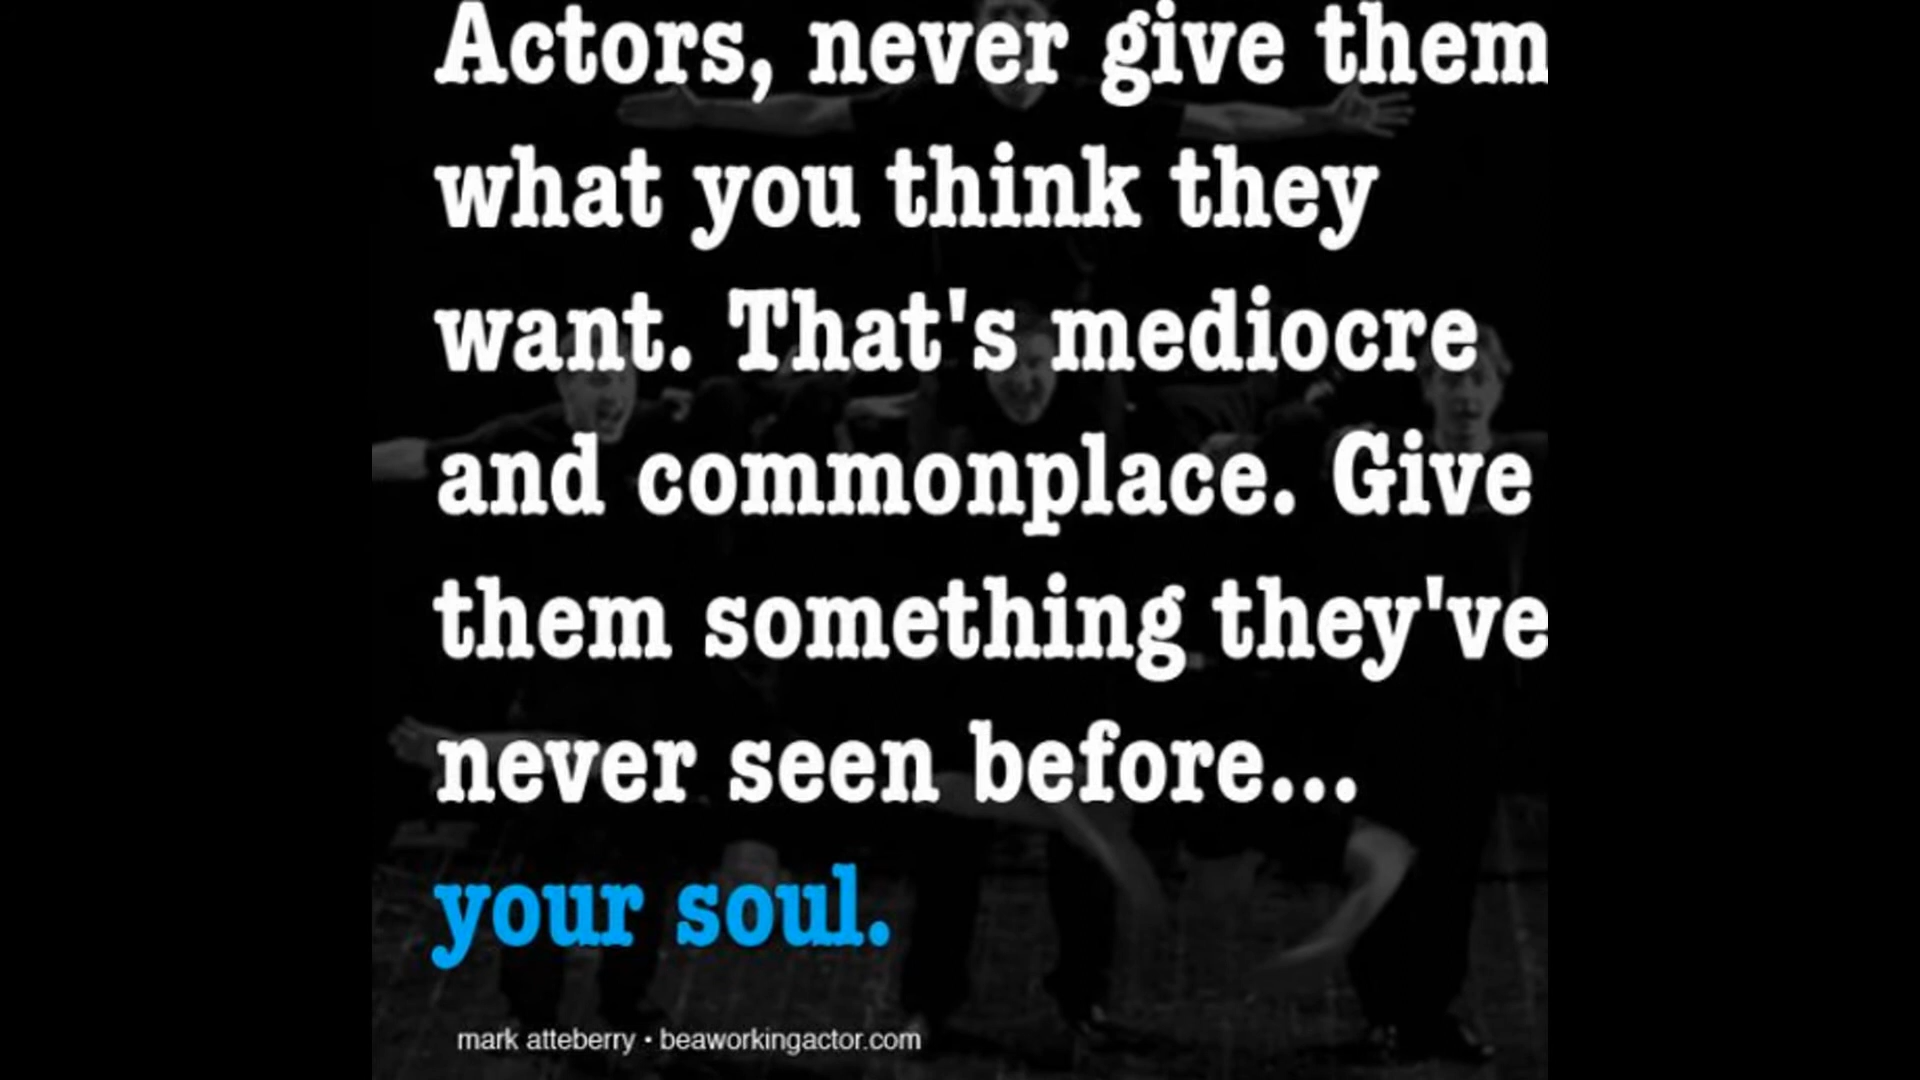 Actors, never give them
what you think they
want. That's mediocre
and commonplace. Give
them something they've
never seen before...
your soul.
mark atteberry • beaworkingactor.com